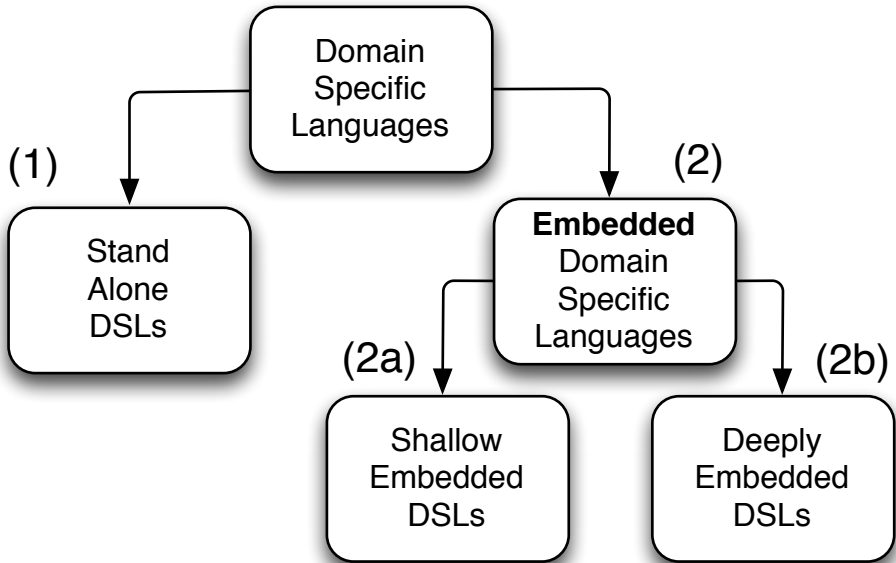 Domain
Specific
Languages
(1)
(2)
Stand
Alone
DSLs
Embedded
Domain
Specific
Languages
(2a)
(2b)
Shallow
Embedded
DSLs
Deeply
Embedded
DSLs